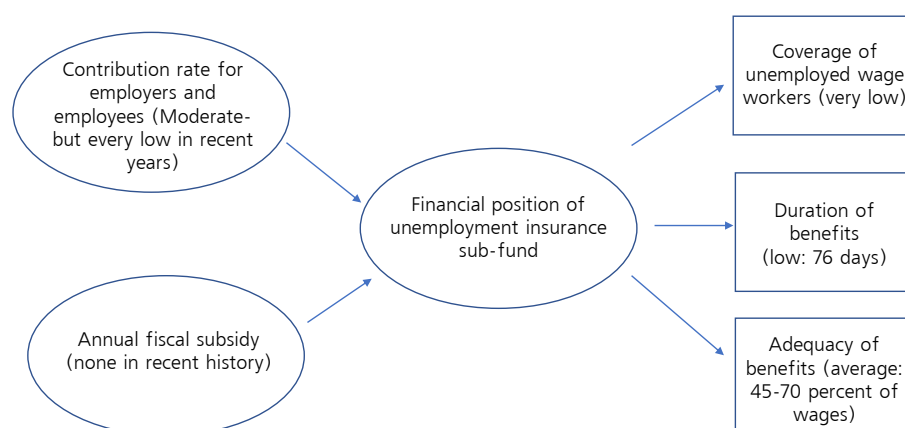 Contribution rate for
employers and
employees (Moderate-
but every low in recent
years)
Annual fiscal subsidy
(none in recent history)
Financial position of
unemployment insurance
sub-fund
Coverage of
unemployed wage
workers (very low)
Duration of
benefits
(low: 76 days)
Adequacy of
benefits (average:
45-70 percent of
wages)